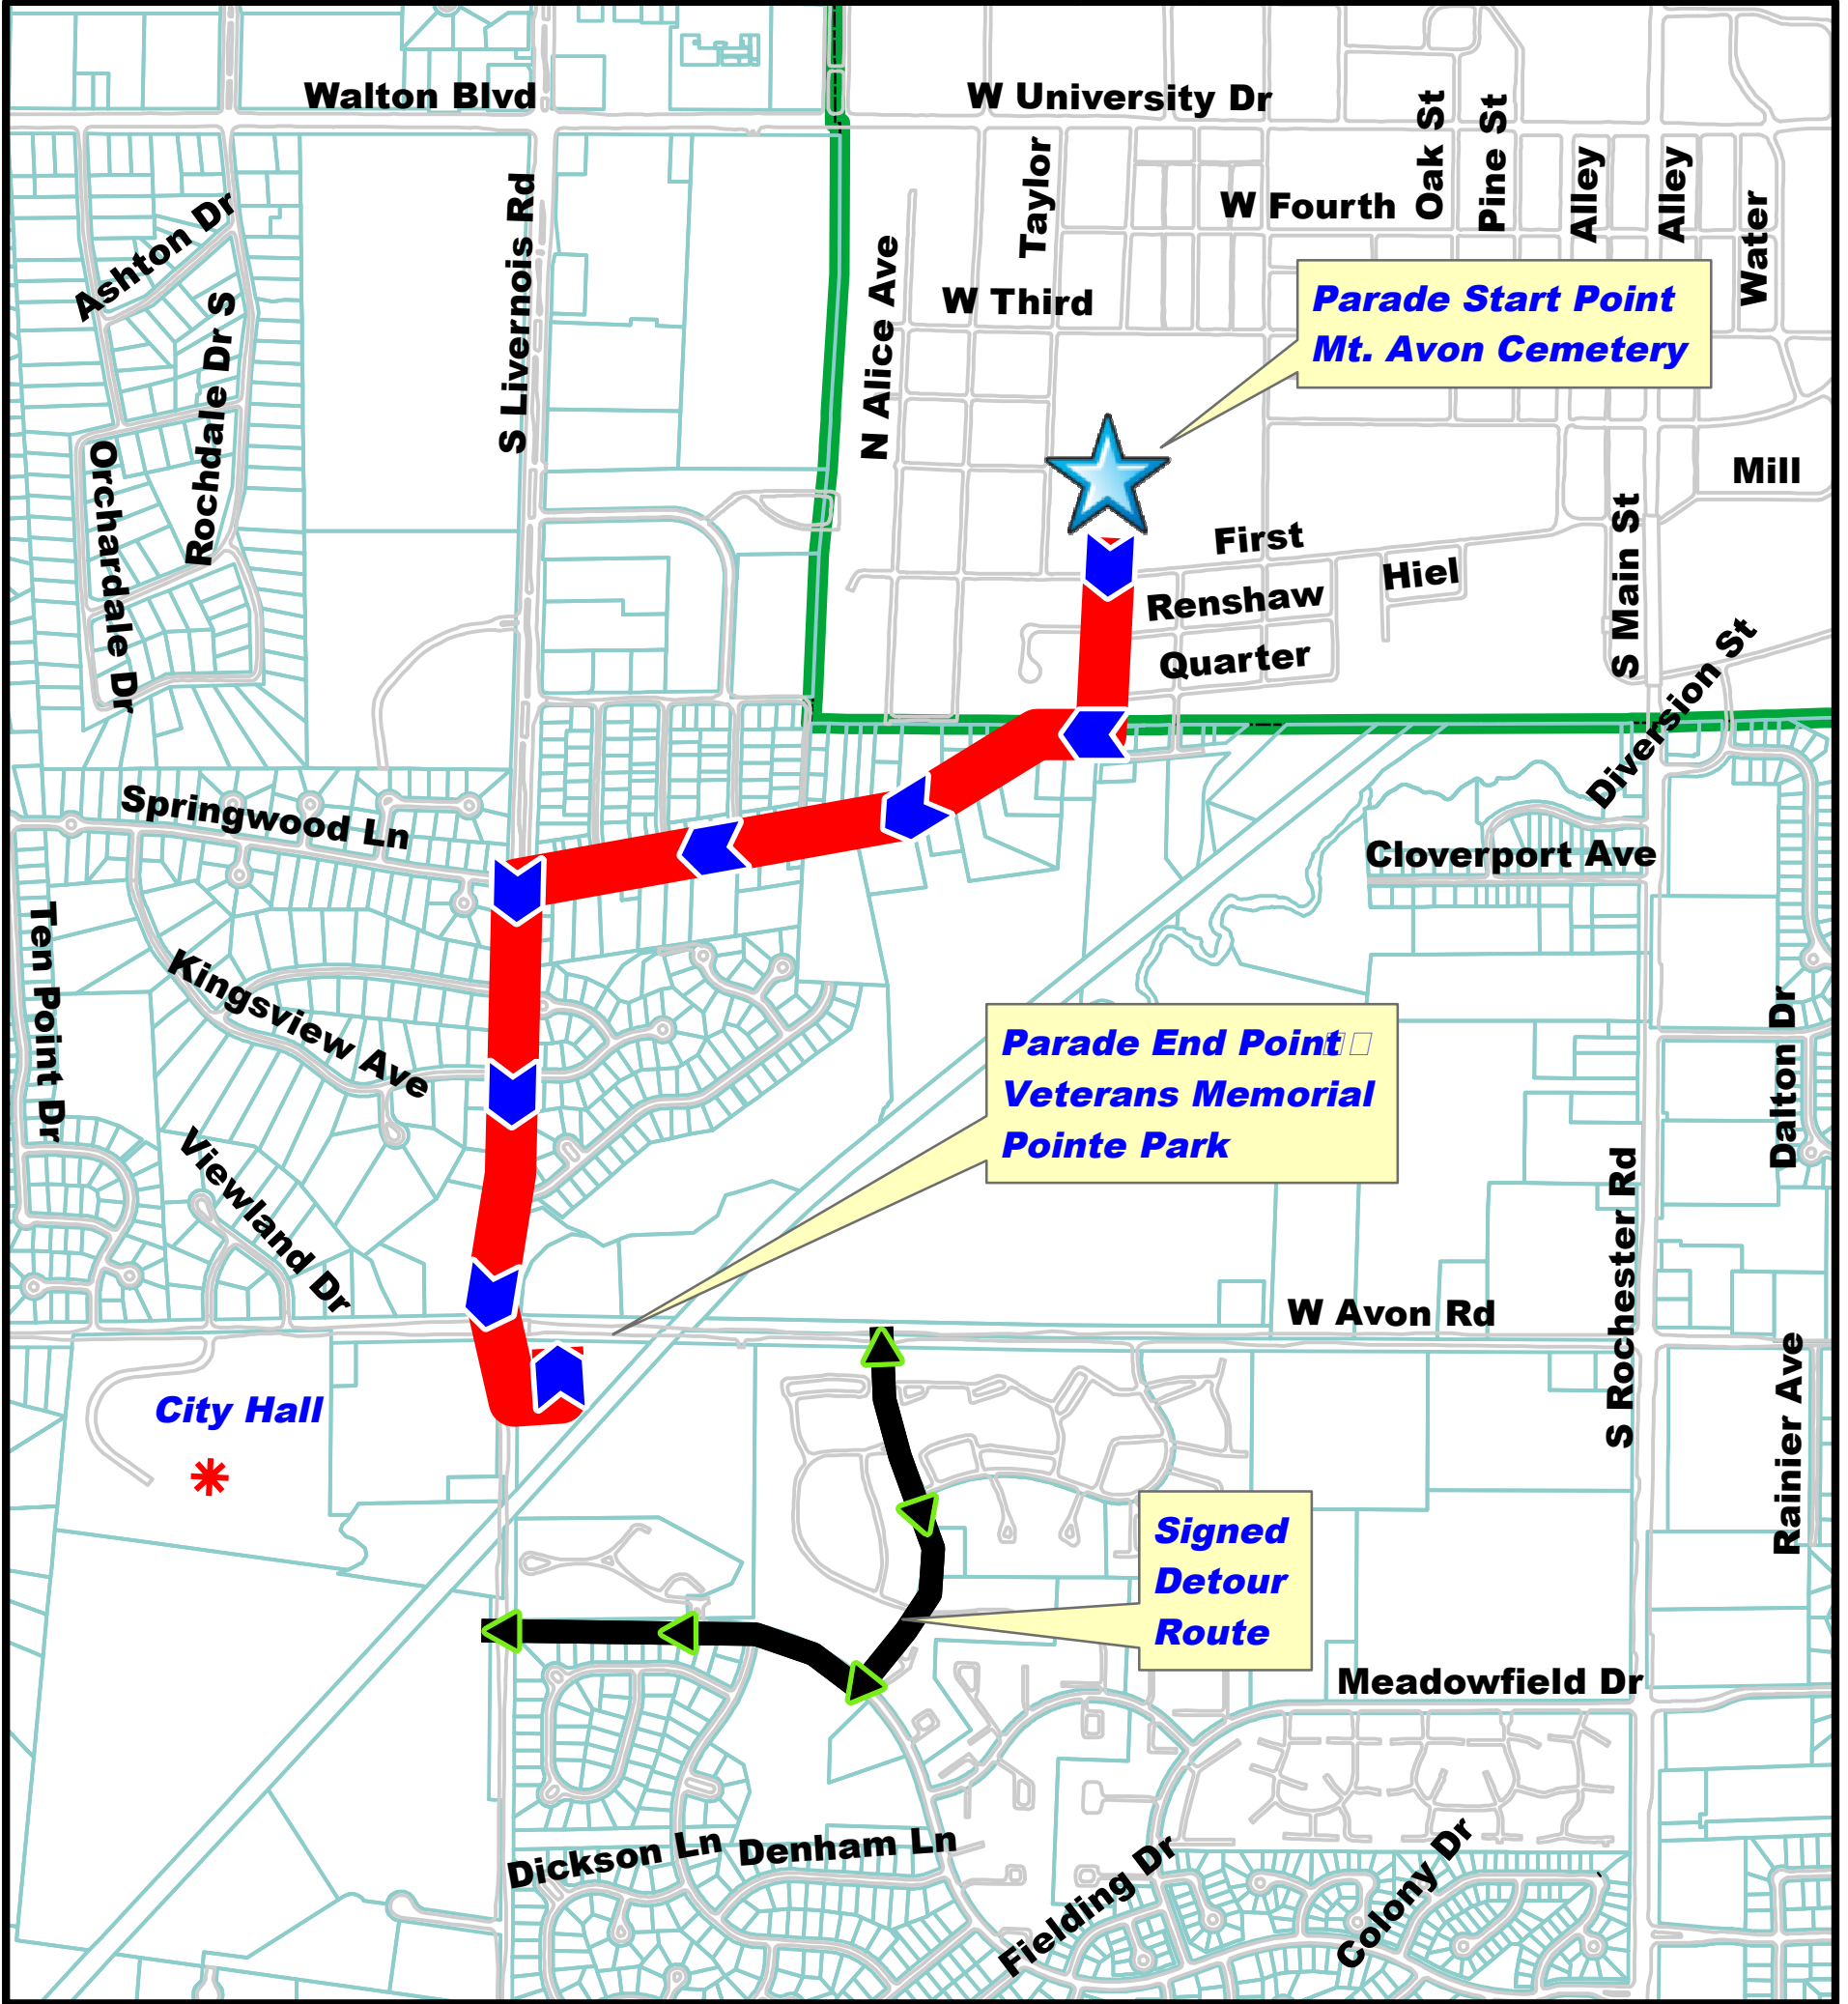 Walton Blvd
W University Dr
Oak St
Pine St
Alley
Alley
Water
Taylor
W Fourth
Ashton Dr
S Livernois Rd
N Alice Ave
W Third
Parade Start Point
Mt. Avon Cemetery
Rochdale Dr S
Orchardale Dr
Mill
First
Hiel
Renshaw
Quarter
S Main St
Diversion St
Springwood Ln
Cloverport Ave
Ten Point Dr
Kingsview Ave
Parade End Point
Veterans Memorial
Pointe Park
Dalton Dr
Viewland Dr
W Avon Rd
S Rochester Rd
Rainier Ave
City Hall
Signed
Detour
Route
Meadowfield Dr
Dickson Ln
Denham Ln
Fielding Dr
Colony Dr